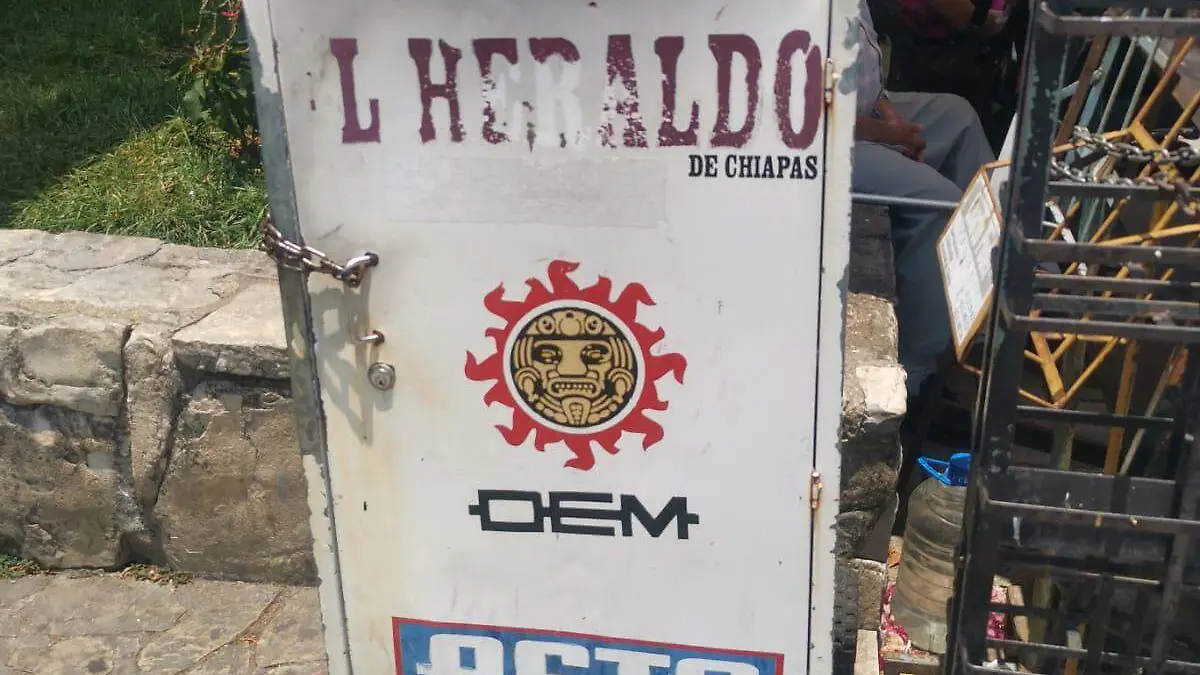 L HERALDO
DE CHIAPAS
OEM